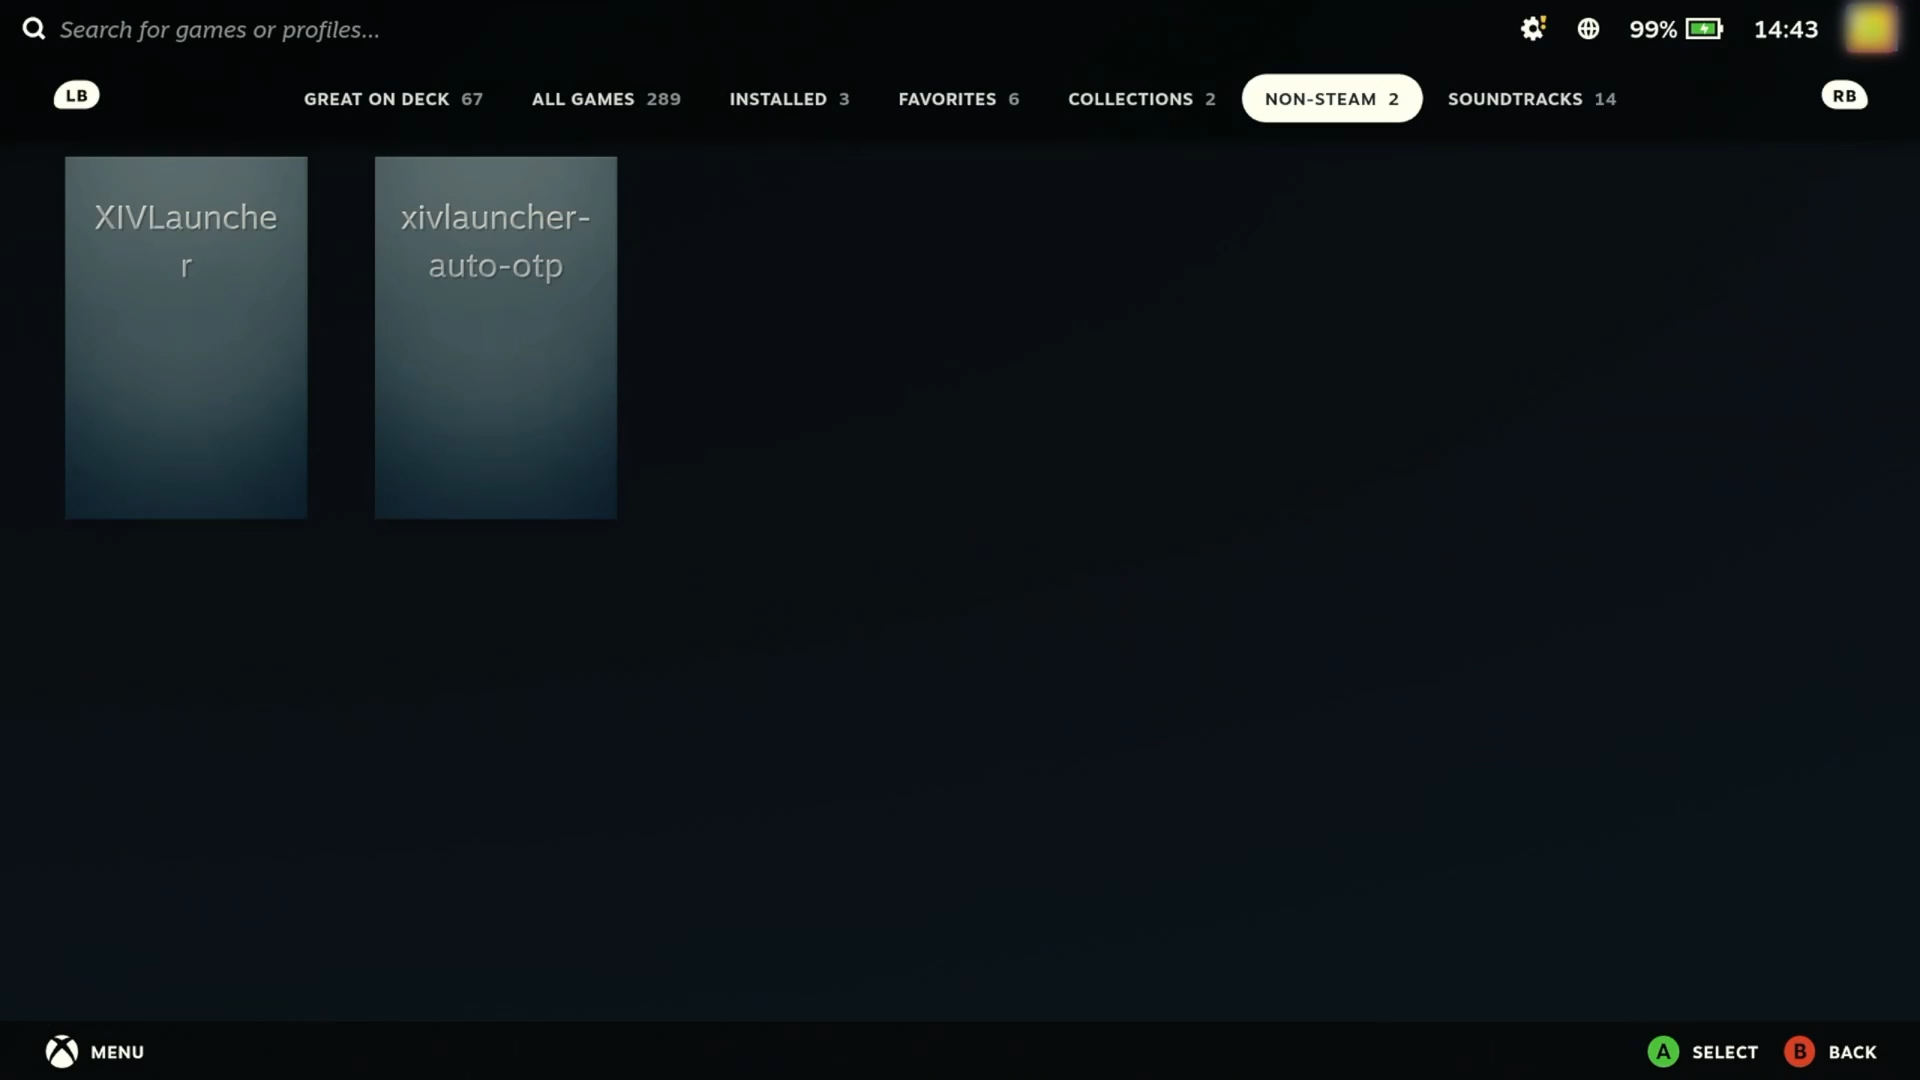 Search for games or profiles...
99%
14:43
LB
GREAT ON DECK 67
ALL GAMES 289
INSTALLED 3
FAVORITES 6
COLLECTIONS 2
NON-STEAM 2
SOUNDTRACKS 14
RB
XIVLaunche
r
xivlauncher-
auto-otp
MENU
A SELECT
B BACK